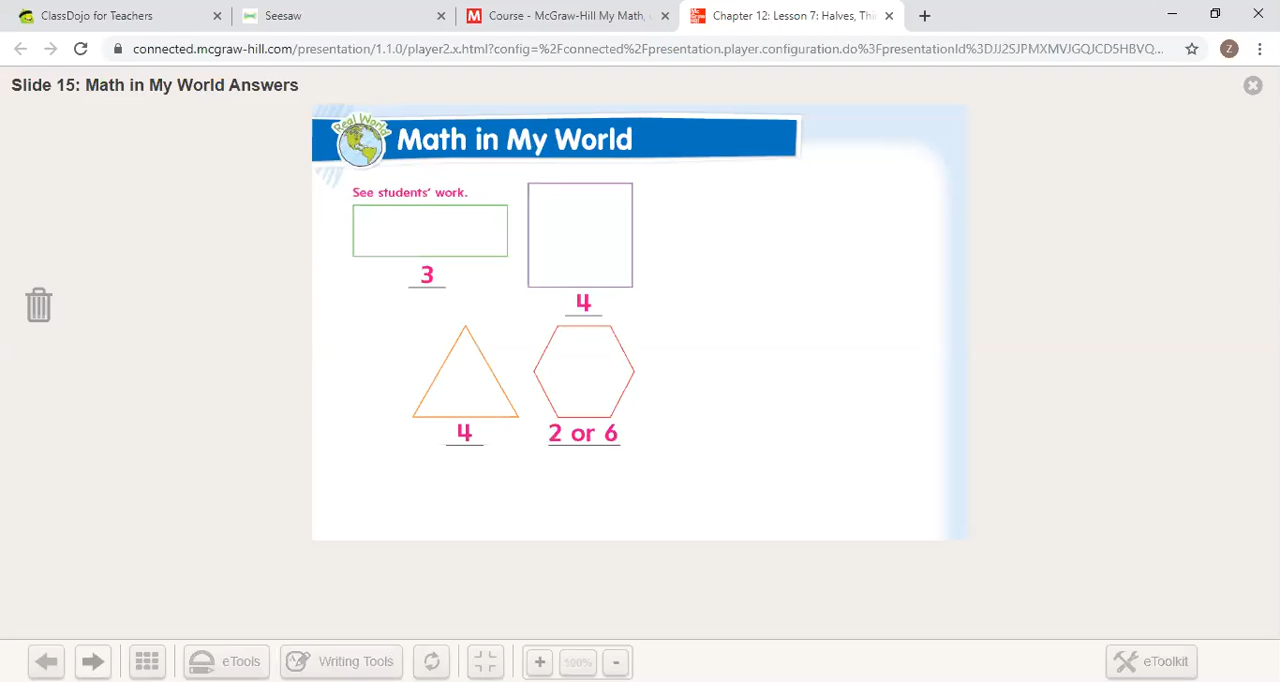 ClassDojo for Teachers
Seesaw
Course - McGraw-Hill My Math,
Chapter 12: Lesson 7: Halves, Thi
connected.mcgraw-hill.com/presentation/1.1.0/player2.x.html?config=%2Fconnected%2Fpresentation.player.configuration.do%3FpresentationId%3DJJ2SJPMXMVJGQJCD5HBVQ...
Z
Slide 15: Math in My World Answers
Real World
Math in My World
See students' work.
3
4
4
2 or 6
eTools
Writing Tools
+
100%
-
eToolkit